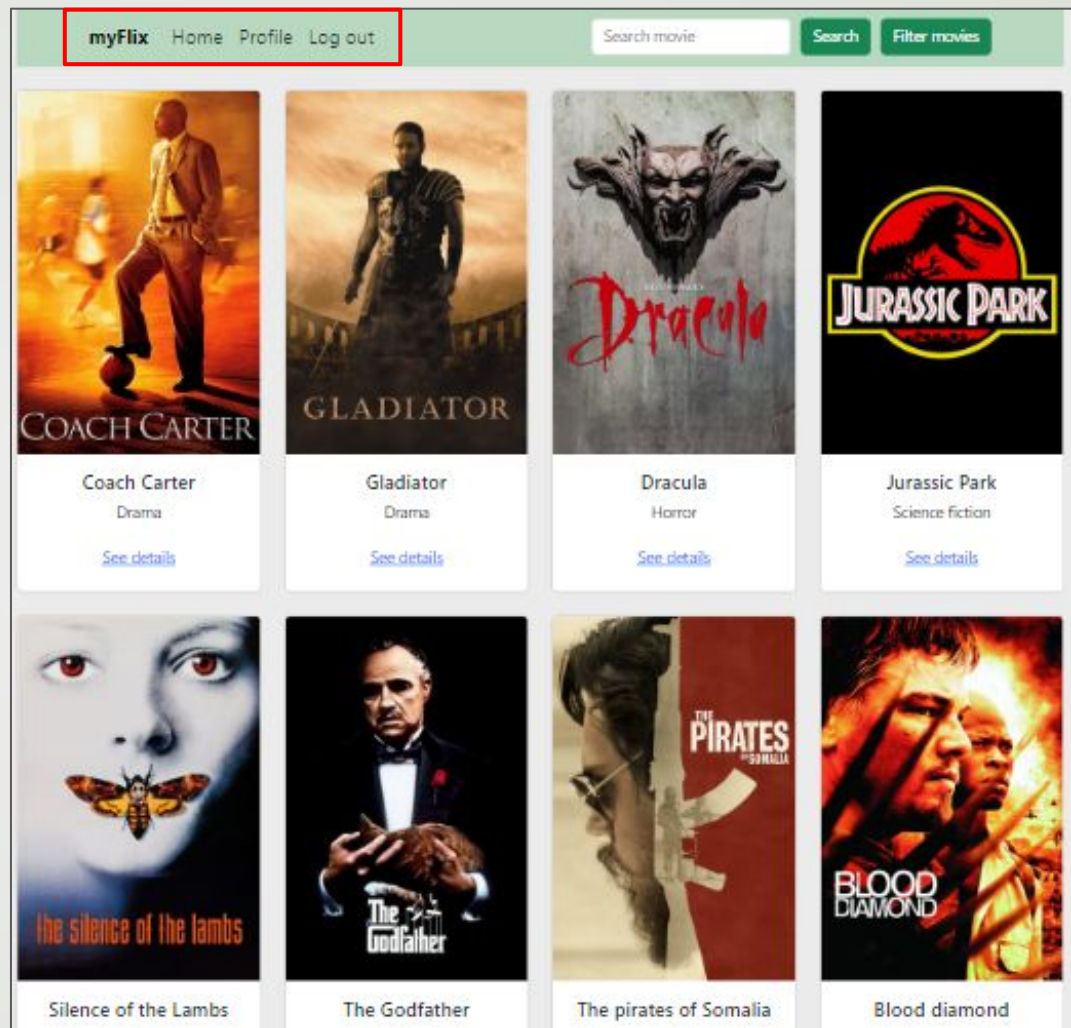 myFlix Home Profile Log out Search movie Search Filter movies
COACH CARTER
GLADIATOR
Dracula
JURASSIC PARK
Coach Carter
Gladiator
Dracula
Jurassic Park
Drama
Drama
Horror
Science fiction
See details
See details
See details
See details
the silence of the lambs
The
Godfather
THE
PIRATES
OF SOMALIA
BLOOD
DIAMOND
Silence of the Lambs
The Godfather
The pirates of Somalia
Blood diamond